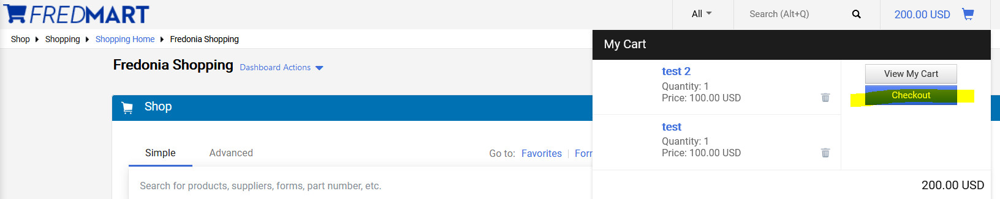 FREDMART
All
Search (Alt+Q)
200.00 USD
Shop Shopping Shopping Home Fredonia Shopping
My Cart
Fredonia Shopping Dashboard Actions
test 2
Quantity: 1
Price: 100.00 USD
View My Cart
Checkout
Shop
test
Quantity: 1
Price: 100.00 USD
Simple Advanced
Go to: Favorites
Search for products, suppliers, forms, part number, etc.
200.00 USD